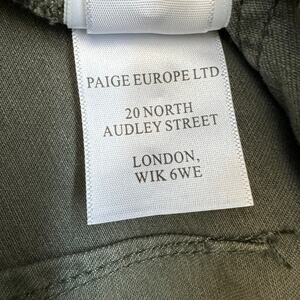 PAIGE EUROPE LTD
20 NORTH
AUDLEY STREET
LONDON,
WIK 6WE